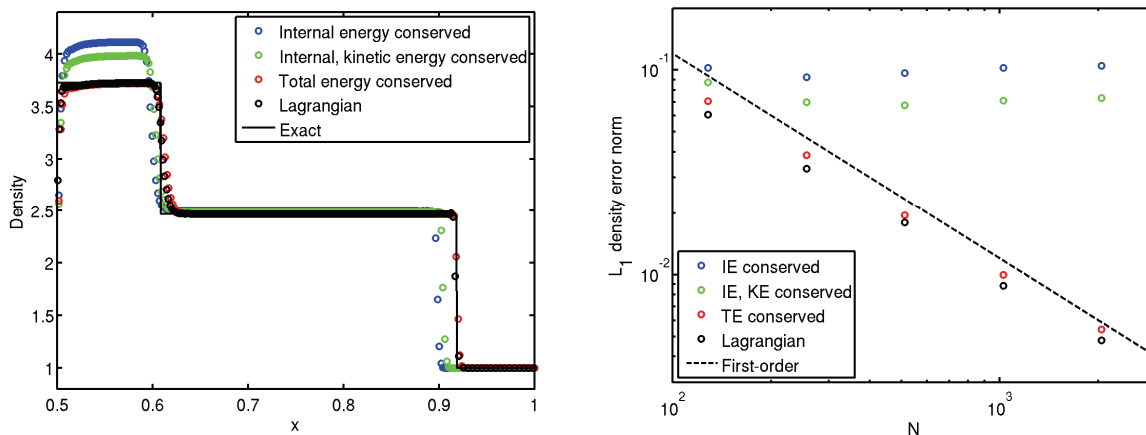 Internal energy conserved
Internal, kinetic energy conserved
Total energy conserved
Lagrangian
Exact
4
3.5
3
2.5
2
1.5
1
Density
0.5
0.6
0.7
0.8
0.9
1
x
10^-1
10^-2
L_1 density error norm
IE conserved
IE, KE conserved
TE conserved
Lagrangian
First-order
10^2
10^3
N